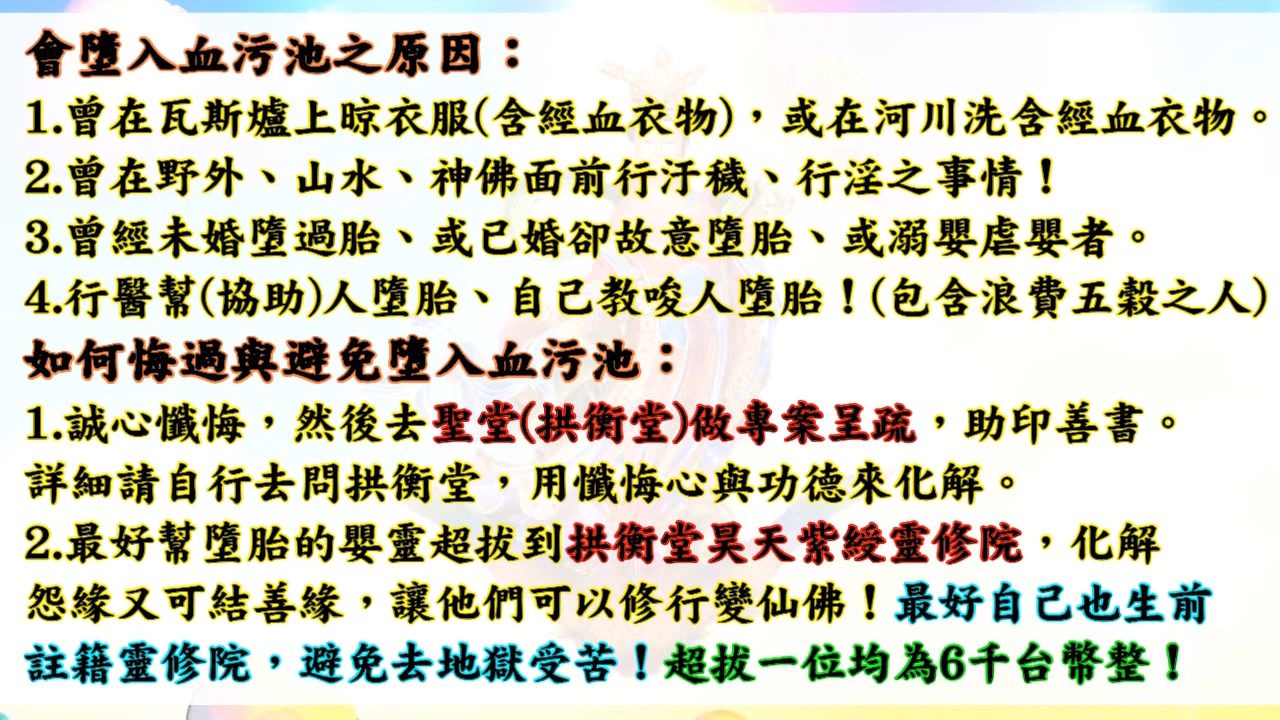 會墮入血污池之原因：
1.曾在瓦斯爐上晾衣服(含經血衣物)，或在河川洗含經血衣物。
2.曾在野外、山水、神佛面前行汙穢、行淫之事情！
3.曾經未婚墮過胎、或已婚卻故意墮胎、或溺嬰虐嬰者。
4.行醫幫(協助)人墮胎、自己教唆人墮胎！(包含浪費五穀之人)
如何悔過與避免墮入血污池：
1.誠心懺悔，然後去聖堂(拱衡堂)做專案呈疏，助印善書。
詳細請自行去問拱衡堂，用懺悔心與功德來化解。
2.最好幫墮胎的嬰靈超拔到拱衡堂昊天紫綬靈修院，化解
怨緣又可結善緣，讓他們可以修行變仙佛！最好自己也生前
註籍靈修院，避免去地獄受苦！超拔一位均為6千台幣整！